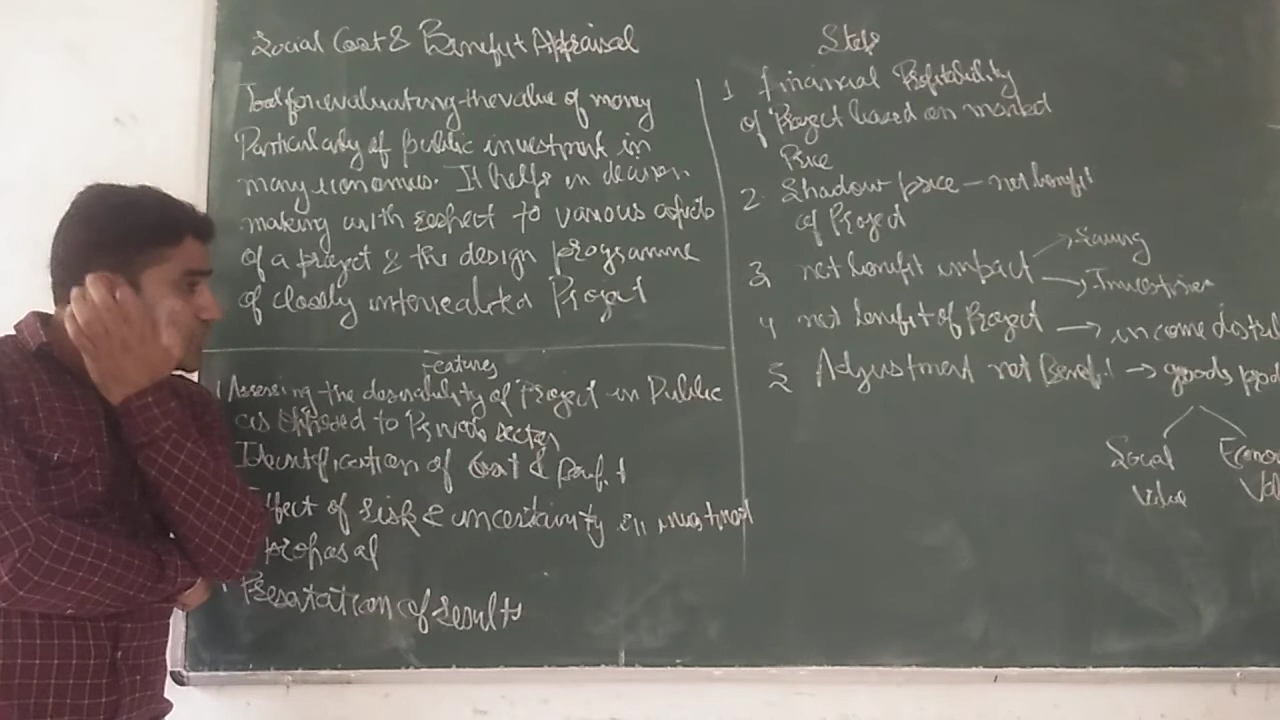 Social Cost & Benefit Appraisal
Tool for evaluating the value of money
Particularly of public investment in
many economies. It helps in decision
making with respect to various aspects
of a project & the design programme
of closely interrelated Project
Features
1 Assessing the desirability of Project in Public
as opposed to Private sector
Identification of Cost &
Effect of risk & uncertainty in investment
proposal
Presentation of results
Steps
1 Financial Profitability
of Project based on market
Price
2. Shadow price - net benefit
of Project
3 net benefit impact → Saving
→ Investment
4 net benefit of Project → income
5 Adjustment net Benefit → goods
Social
Value